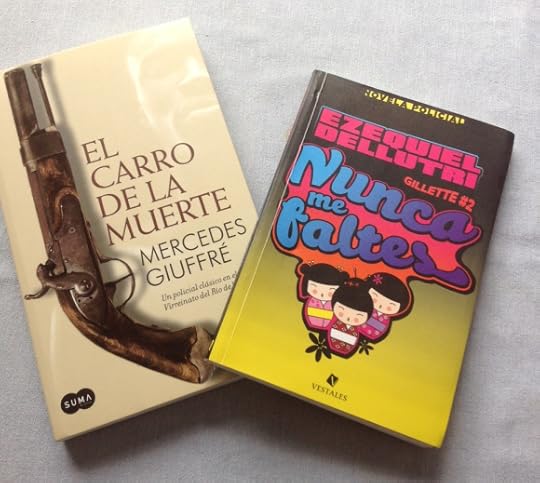 EL
CARRO
DE LA
MUERTE
MERCEDES
GIUFFRÉ
Un policial clásico en el
Virreinato del Río de
SUMA
NOVELA POLICIAL
EZEQUIEL
DELLUTRI
GILLETTE #2
Nunca
me
faltes
VESTALES